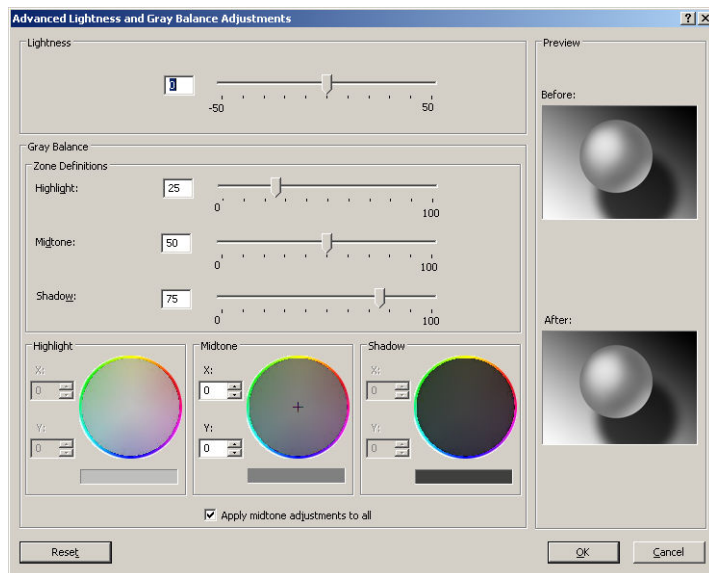 Advanced Lightness and Gray Balance Adjustments
Lightness
0
-50 50
Gray Balance
Zone Definitions
Highlight: 25
0 100
Midtone: 50
0 100
Shadow: 75
0 100
Highlight
X:
0
Y:
0
Midtone
X:
0
Y:
0
Shadow
X:
0
Y:
0
Apply midtone adjustments to all
Preview
Before:
After:
Reset
OK
Cancel